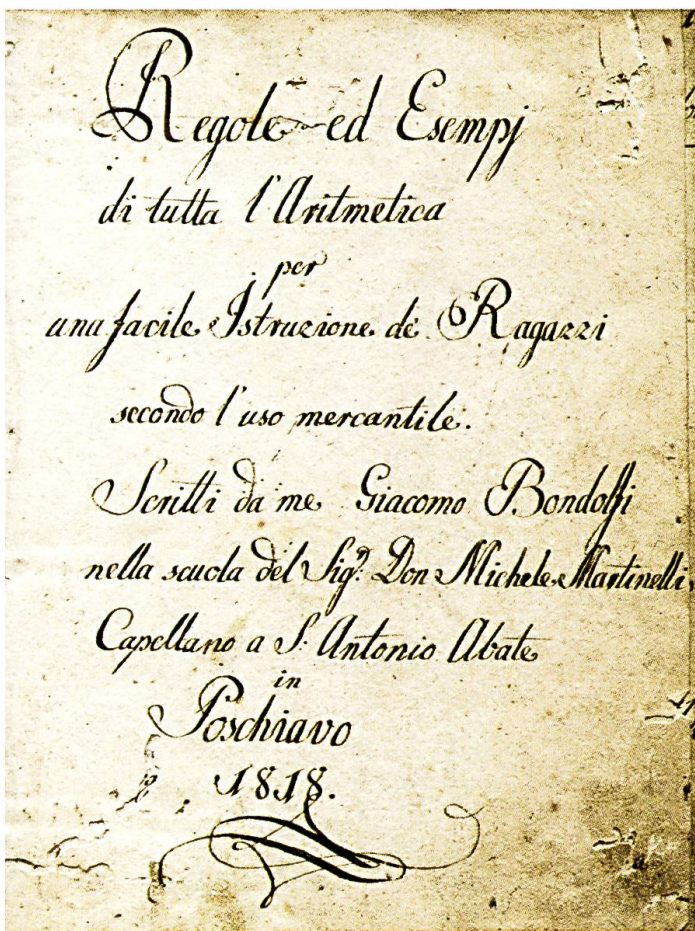 Regole ed Esempj
di tutta l'Aritmetica
per
una facile Istruzione de' Ragazzi
secondo l'uso mercantile.
Scritti da me Giacomo Bondolfi
nella scuola del Sigʳ. Don Michele Martinelli
Capellano a S. Antonio Abate
in
Poschiavo
1818.